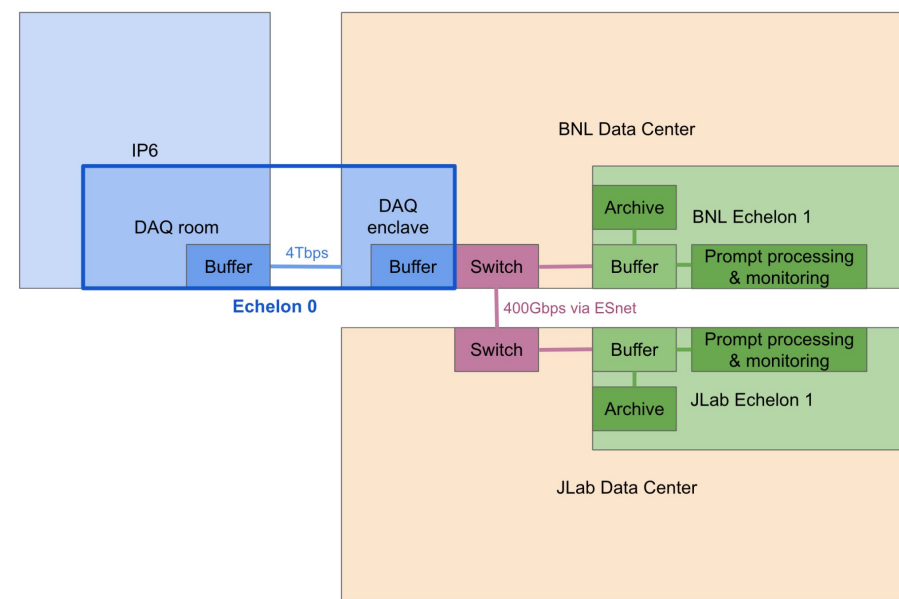 BNL Data Center
IP6
DAQ room
Buffer
4Tbps
DAQ
enclave
Buffer
Echelon 0
Switch
Archive
BNL Echelon 1
Buffer
Prompt processing
& monitoring
400Gbps via ESnet
Switch
Buffer
Prompt processing
& monitoring
Archive
JLab Echelon 1
JLab Data Center